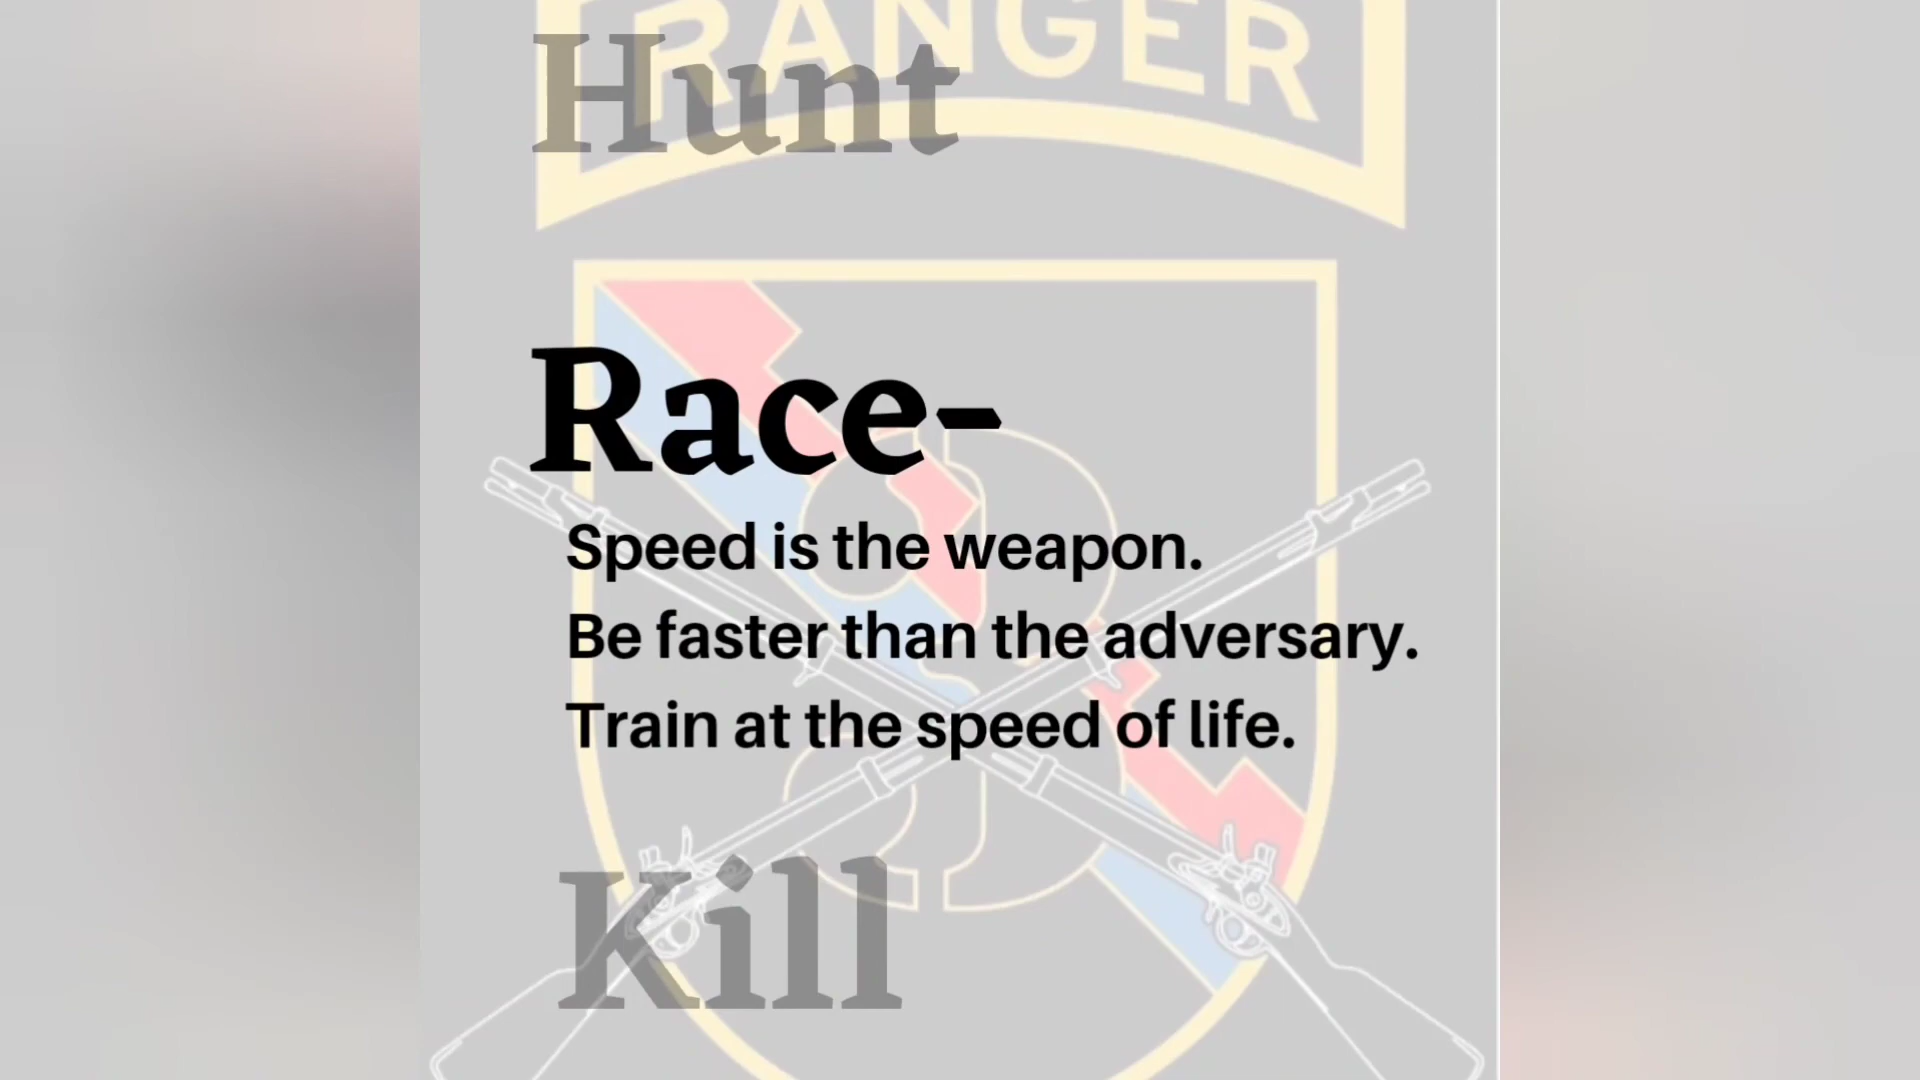 RANGER
Hunt
Race-
Speed is the weapon.
Be faster than the adversary.
Train at the speed of life.
Kill